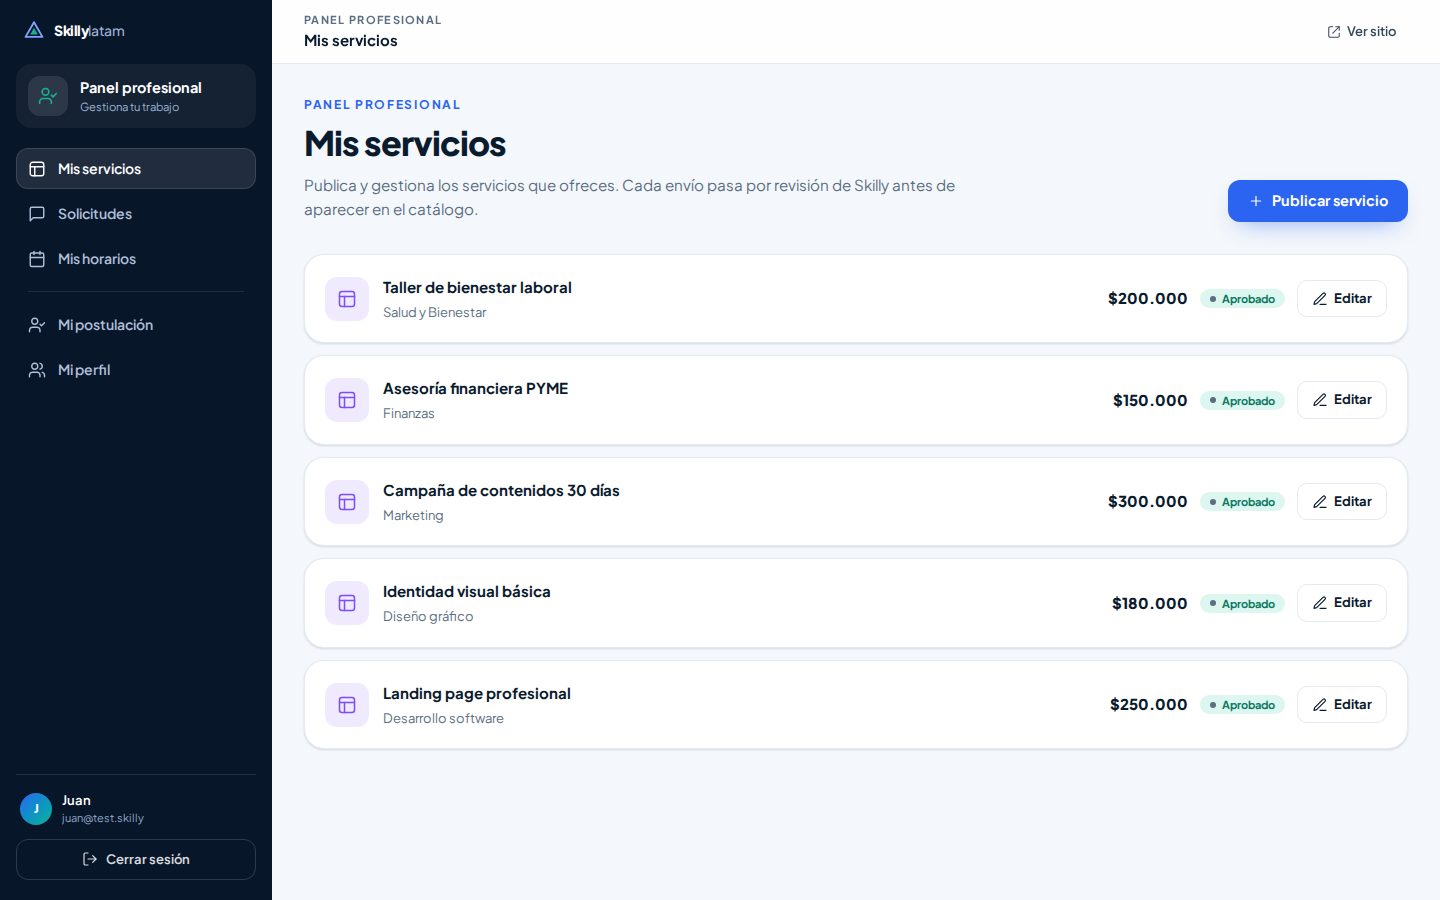 Skillylatam
Panel profesional
Gestiona tu trabajo
Mis servicios
Solicitudes
Mis horarios
Mi postulación
Mi perfil
J
Juan
juan@test.skilly
Cerrar sesión
PANEL PROFESIONAL
Mis servicios
Ver sitio
PANEL PROFESIONAL
Mis servicios
Publica y gestiona los servicios que ofreces. Cada envío pasa por revisión de Skilly antes de
aparecer en el catálogo.
Publicar servicio
Taller de bienestar laboral
Salud y Bienestar
$200.000 Aprobado Editar
Asesoría financiera PYME
Finanzas
$150.000 Aprobado Editar
Campaña de contenidos 30 días
Marketing
$300.000 Aprobado Editar
Identidad visual básica
Diseño gráfico
$180.000 Aprobado Editar
Landing page profesional
Desarrollo software
$250.000 Aprobado Editar